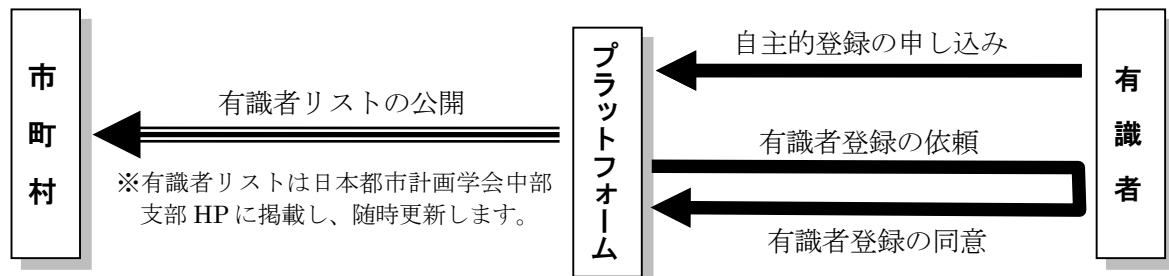 市町村
有識者リストの公開
※有識者リストは日本都市計画学会中部
支部 HP に掲載し、随時更新します。
プラットフォーム
自主的登録の申し込み
有識者登録の依頼
有識者登録の同意
有識者